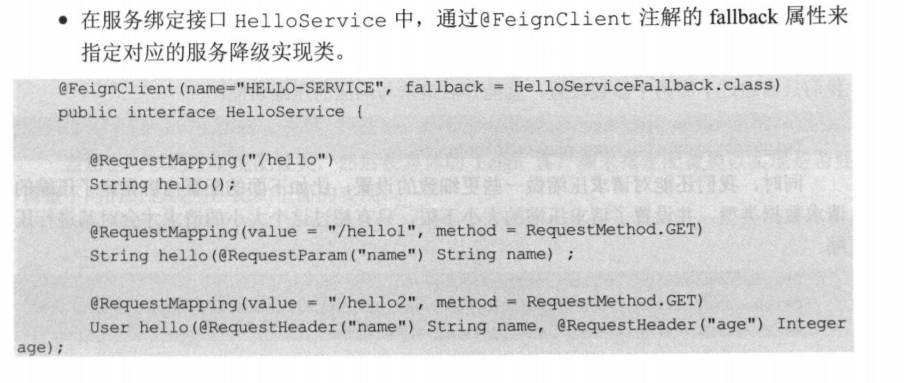 • 在服务绑定接口 HelloService 中，通过@FeignClient 注解的 fallback 属性来
指定对应的服务降级实现类。
@FeignClient(name="HELLO-SERVICE", fallback = HelloServiceFallback.class)
public interface HelloService {
@RequestMapping("/hello")
String hello();
@RequestMapping(value = "/hello1", method = RequestMethod.GET)
String hello(@RequestParam("name") String name) ;
@RequestMapping(value = "/hello2", method = RequestMethod.GET)
User hello(@RequestHeader("name") String name, @RequestHeader("age") Integer
age);